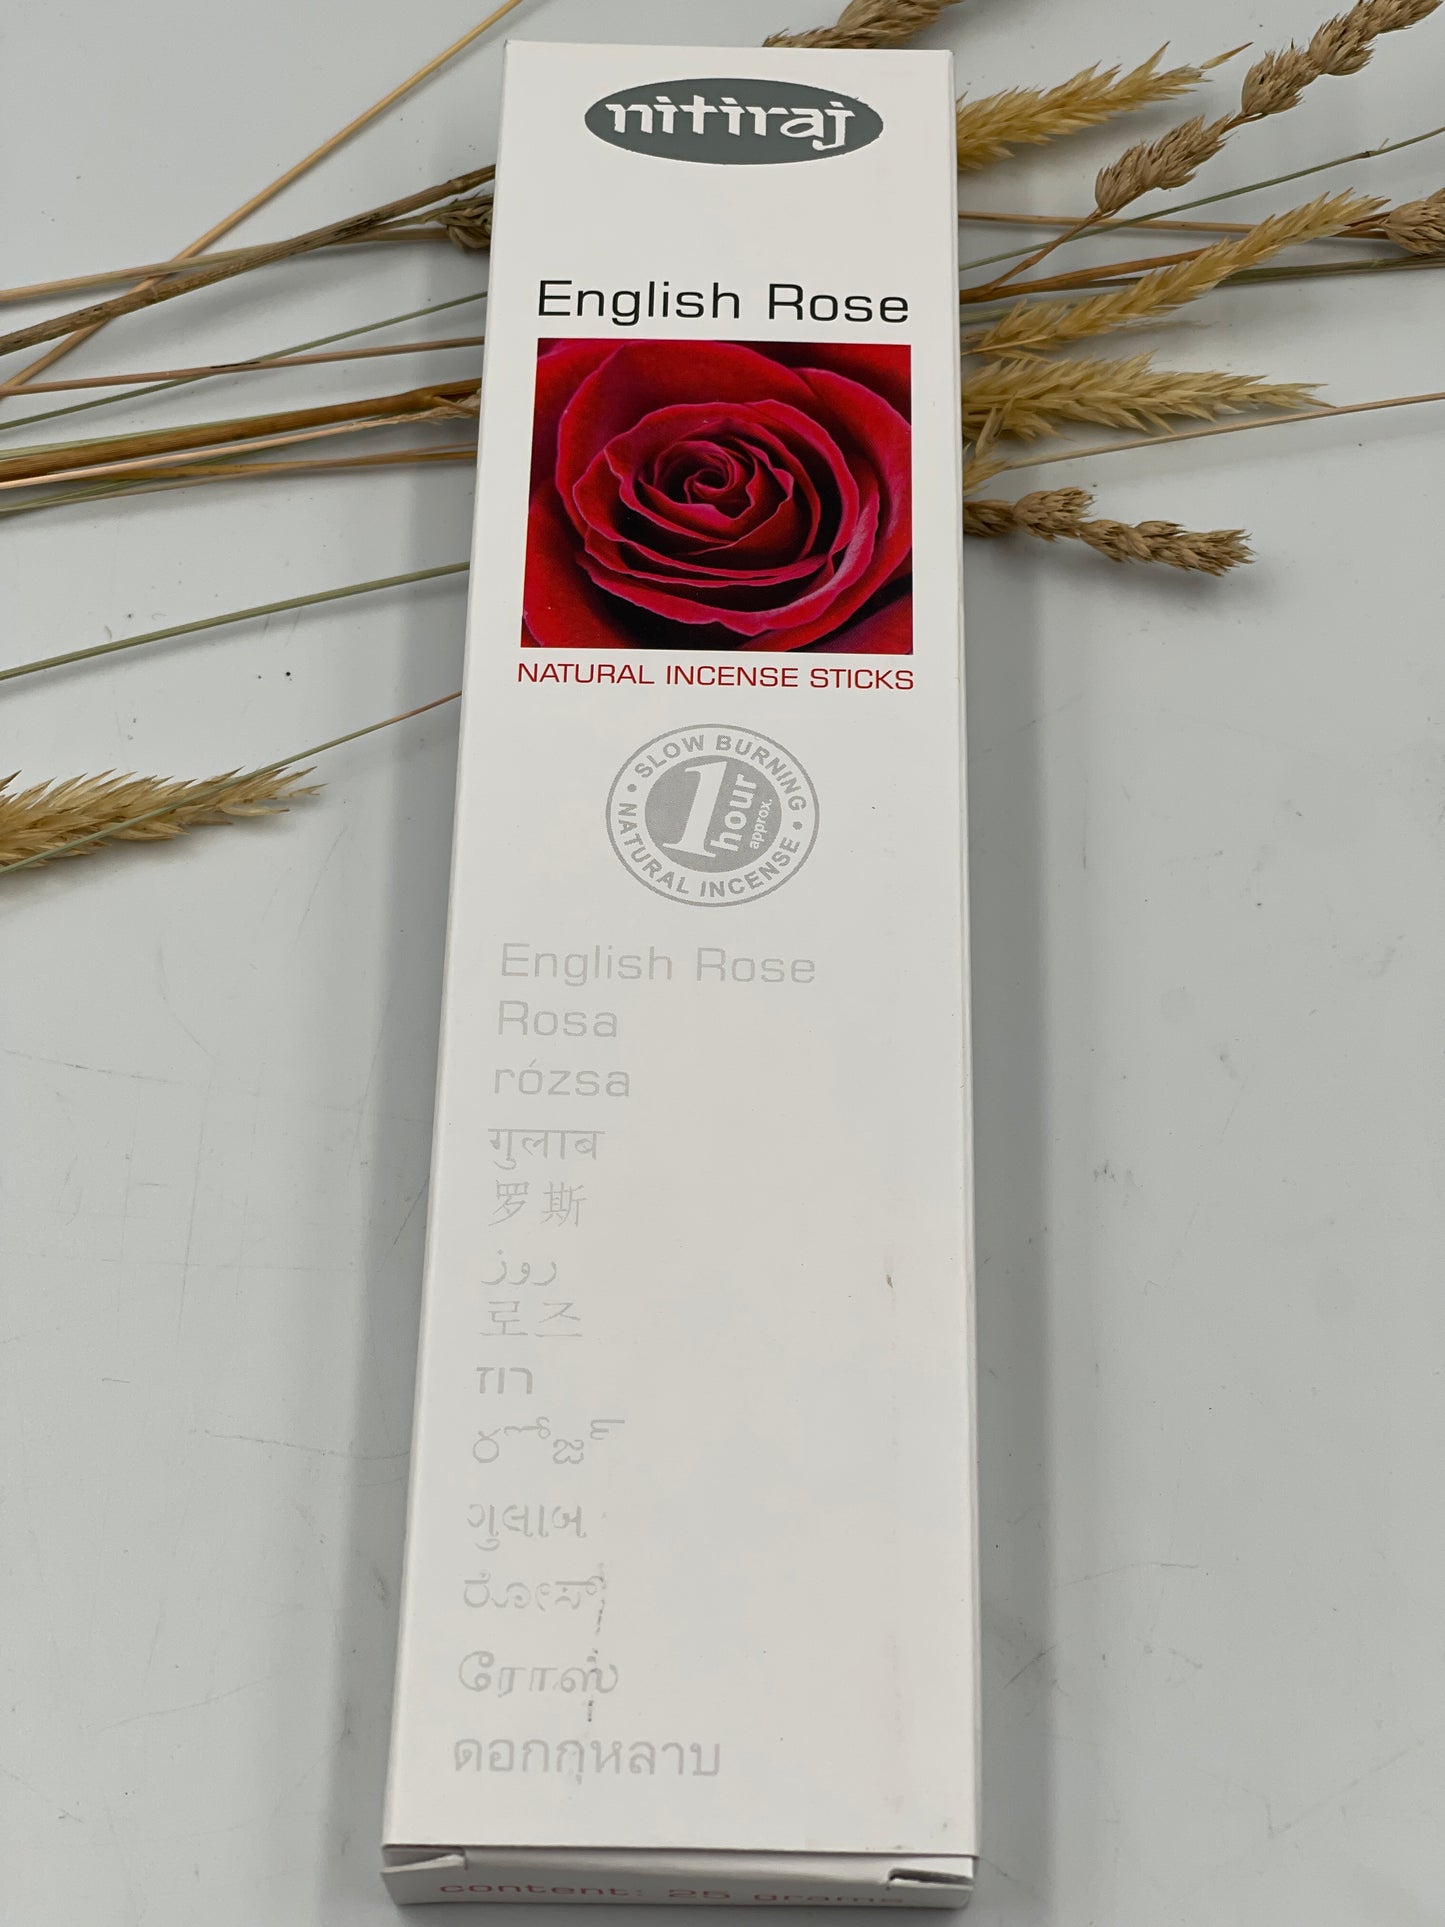 nitiraj
English Rose
NATURAL INCENSE STICKS
SLOW BURNING
1 hour
approx.
NATURAL INCENSE
English Rose
Rosa
rózsa
गुलाब
罗斯
روز
로즈
רוז
ગુલાબ
ரோஸ்
ดอกกุหลาบ
content: 25 grams